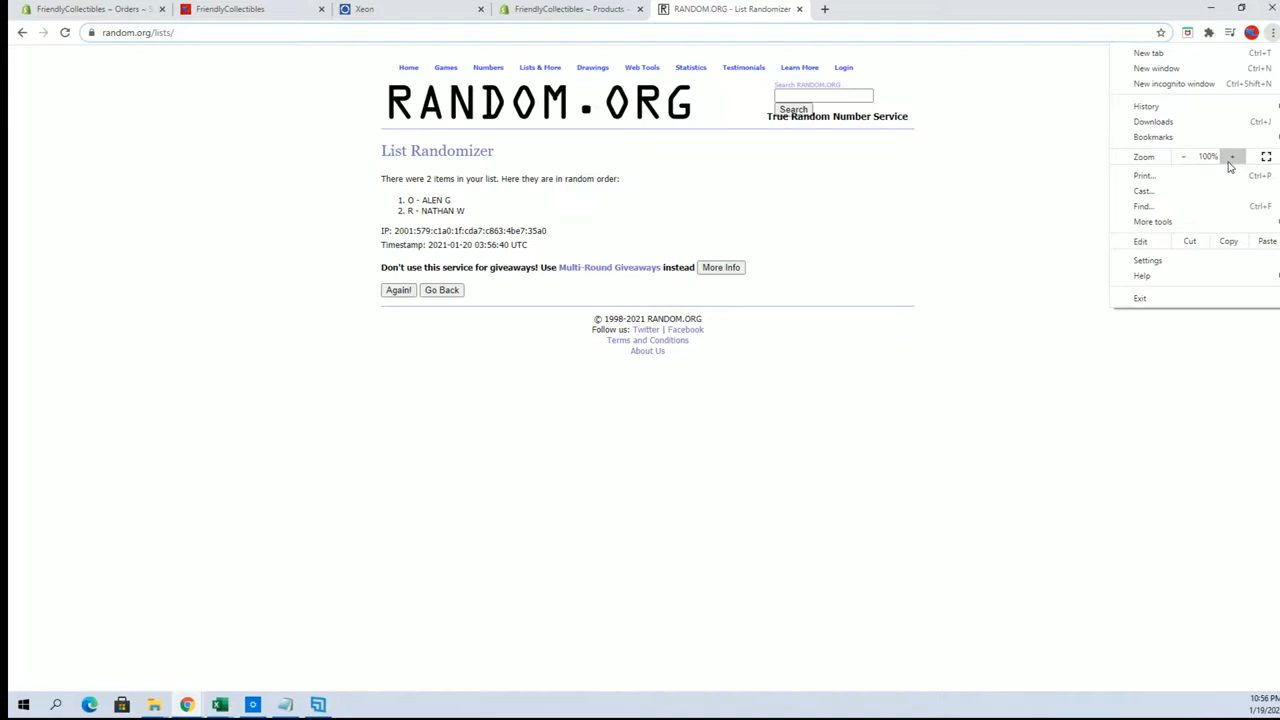 FriendlyCollectibles ~ Orders ~ S
FriendlyCollectibles
Xeon
FriendlyCollectibles ~ Products ~
RANDOM.ORG - List Randomizer
random.org/lists/
Home Games Numbers Lists & More Drawings Web Tools Statistics Testimonials Learn More Login
Search RANDOM.ORG
RANDOM.ORG
Search
True Random Number Service
List Randomizer
There were 2 items in your list. Here they are in random order:
1. O - ALEN G
2. R - NATHAN W
IP: 2001:579:c1a0:1f:cda7:c863:4be7:35a0
Timestamp: 2021-01-20 03:56:40 UTC
Don't use this service for giveaways! Use Multi-Round Giveaways instead More Info
Again! Go Back
© 1998-2021 RANDOM.ORG
Follow us: Twitter | Facebook
Terms and Conditions
About Us
New tab Ctrl+T
New window Ctrl+N
New incognito window Ctrl+Shift+N
History
Downloads Ctrl+J
Bookmarks
Zoom - 100% +
Print... Ctrl+P
Cast...
Find... Ctrl+F
More tools
Edit Cut Copy Paste
Settings
Help
Exit
10:56 PM
1/19/202